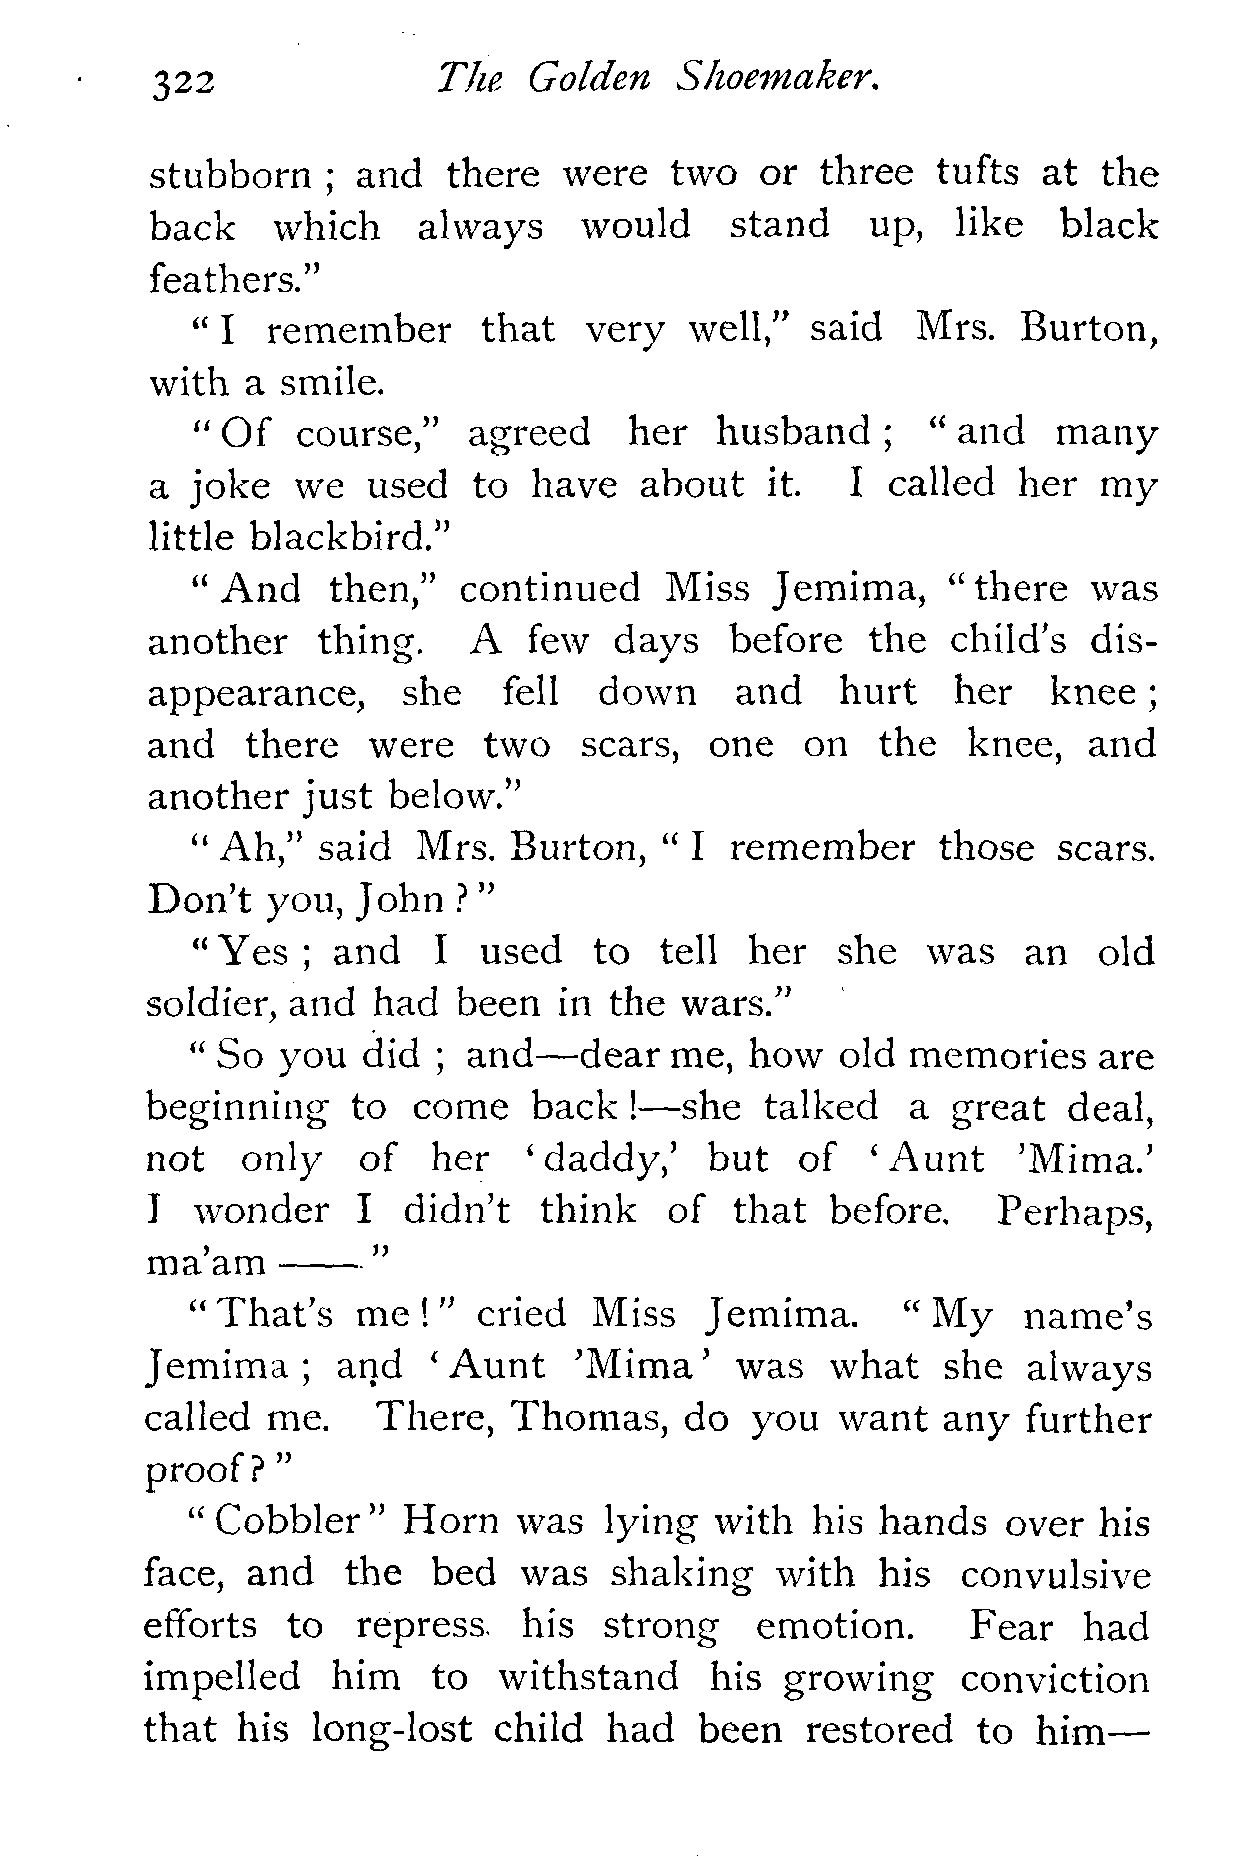 322 The Golden Shoemaker.
stubborn ; and there were two or three tufts at the
back which always would stand up, like black
feathers."
" I remember that very well," said Mrs. Burton,
with a smile.
" Of course," agreed her husband ; " and many
a joke we used to have about it. I called her my
little blackbird."
" And then," continued Miss Jemima, " there was
another thing. A few days before the child's dis-
appearance, she fell down and hurt her knee ;
and there were two scars, one on the knee, and
another just below."
" Ah," said Mrs. Burton, " I remember those scars.
Don't you, John ? "
" Yes ; and I used to tell her she was an old
soldier, and had been in the wars."
" So you did ; and—dear me, how old memories are
beginning to come back !—she talked a great deal,
not only of her ' daddy,' but of ' Aunt 'Mima.'
I wonder I didn't think of that before. Perhaps,
ma'am —— "
" That's me ! " cried Miss Jemima. " My name's
Jemima ; and ' Aunt 'Mima ' was what she always
called me. There, Thomas, do you want any further
proof ? "
" Cobbler " Horn was lying with his hands over his
face, and the bed was shaking with his convulsive
efforts to repress his strong emotion. Fear had
impelled him to withstand his growing conviction
that his long-lost child had been restored to him—